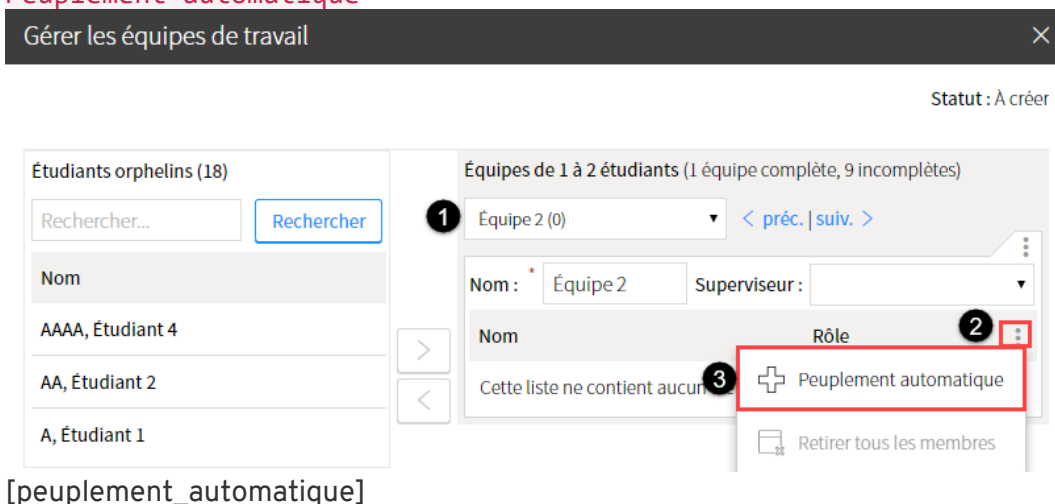 Peuplement automatique
Gérer les équipes de travail
Statut : À créer
Étudiants orphelins (18)
Rechercher...
Rechercher
Nom
AAAA, Étudiant 4
AA, Étudiant 2
A, Étudiant 1
Équipes de 1 à 2 étudiants (1 équipe complète, 9 incomplètes)
1
Équipe 2 (0)
< préc. | suiv. >
Nom : * Équipe 2 Superviseur :
Nom Rôle 2
Cette liste ne contient
3 Peuplement automatique
Retirer tous les membres
[peuplement_automatique]